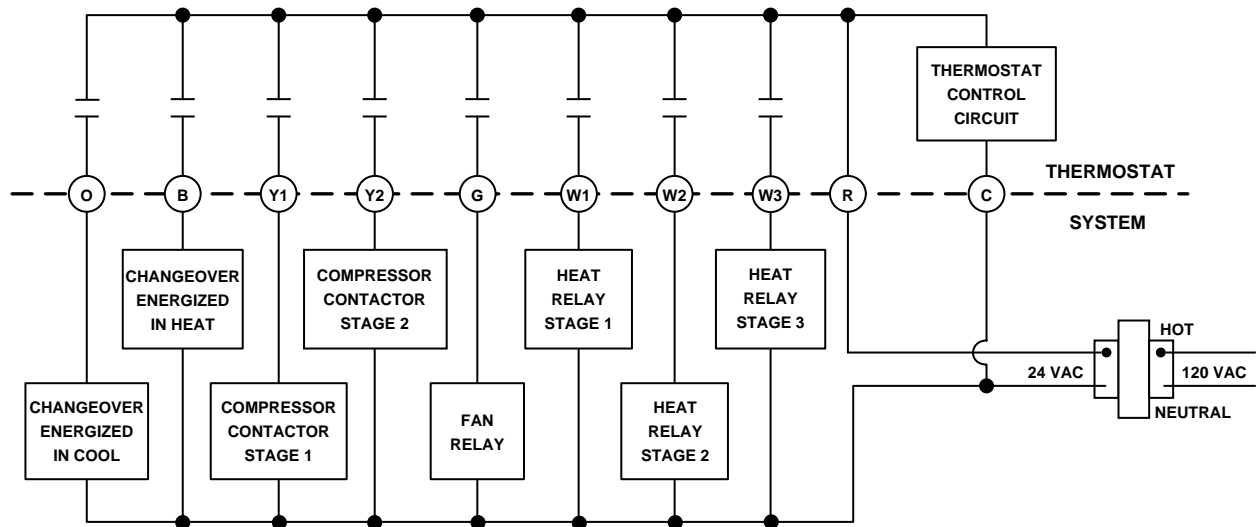 THERMOSTAT
CONTROL
CIRCUIT
THERMOSTAT
O
B
Y1
Y2
G
W1
W2
W3
R
C
SYSTEM
CHANGEOVER
ENERGIZED
IN HEAT
COMPRESSOR
CONTACTOR
STAGE 2
HEAT
RELAY
STAGE 1
HEAT
RELAY
STAGE 3
HOT
24 VAC
120 VAC
NEUTRAL
CHANGEOVER
ENERGIZED
IN COOL
COMPRESSOR
CONTACTOR
STAGE 1
FAN
RELAY
HEAT
RELAY
STAGE 2